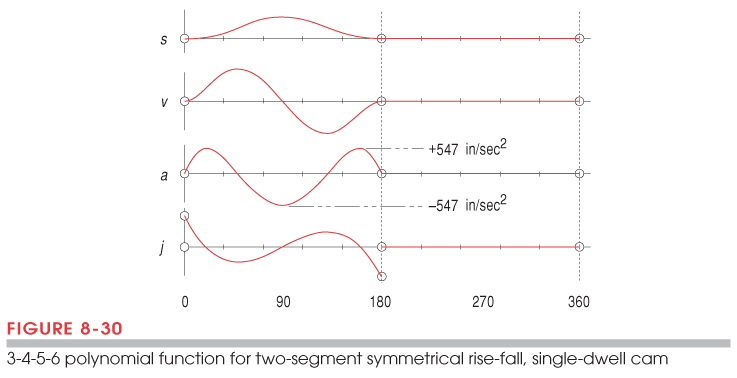 s
v
+547 in/sec2
a
–547 in/sec2
j
0 90 180 270 360
FIGURE 8-30
3-4-5-6 polynomial function for two-segment symmetrical rise-fall, single-dwell cam